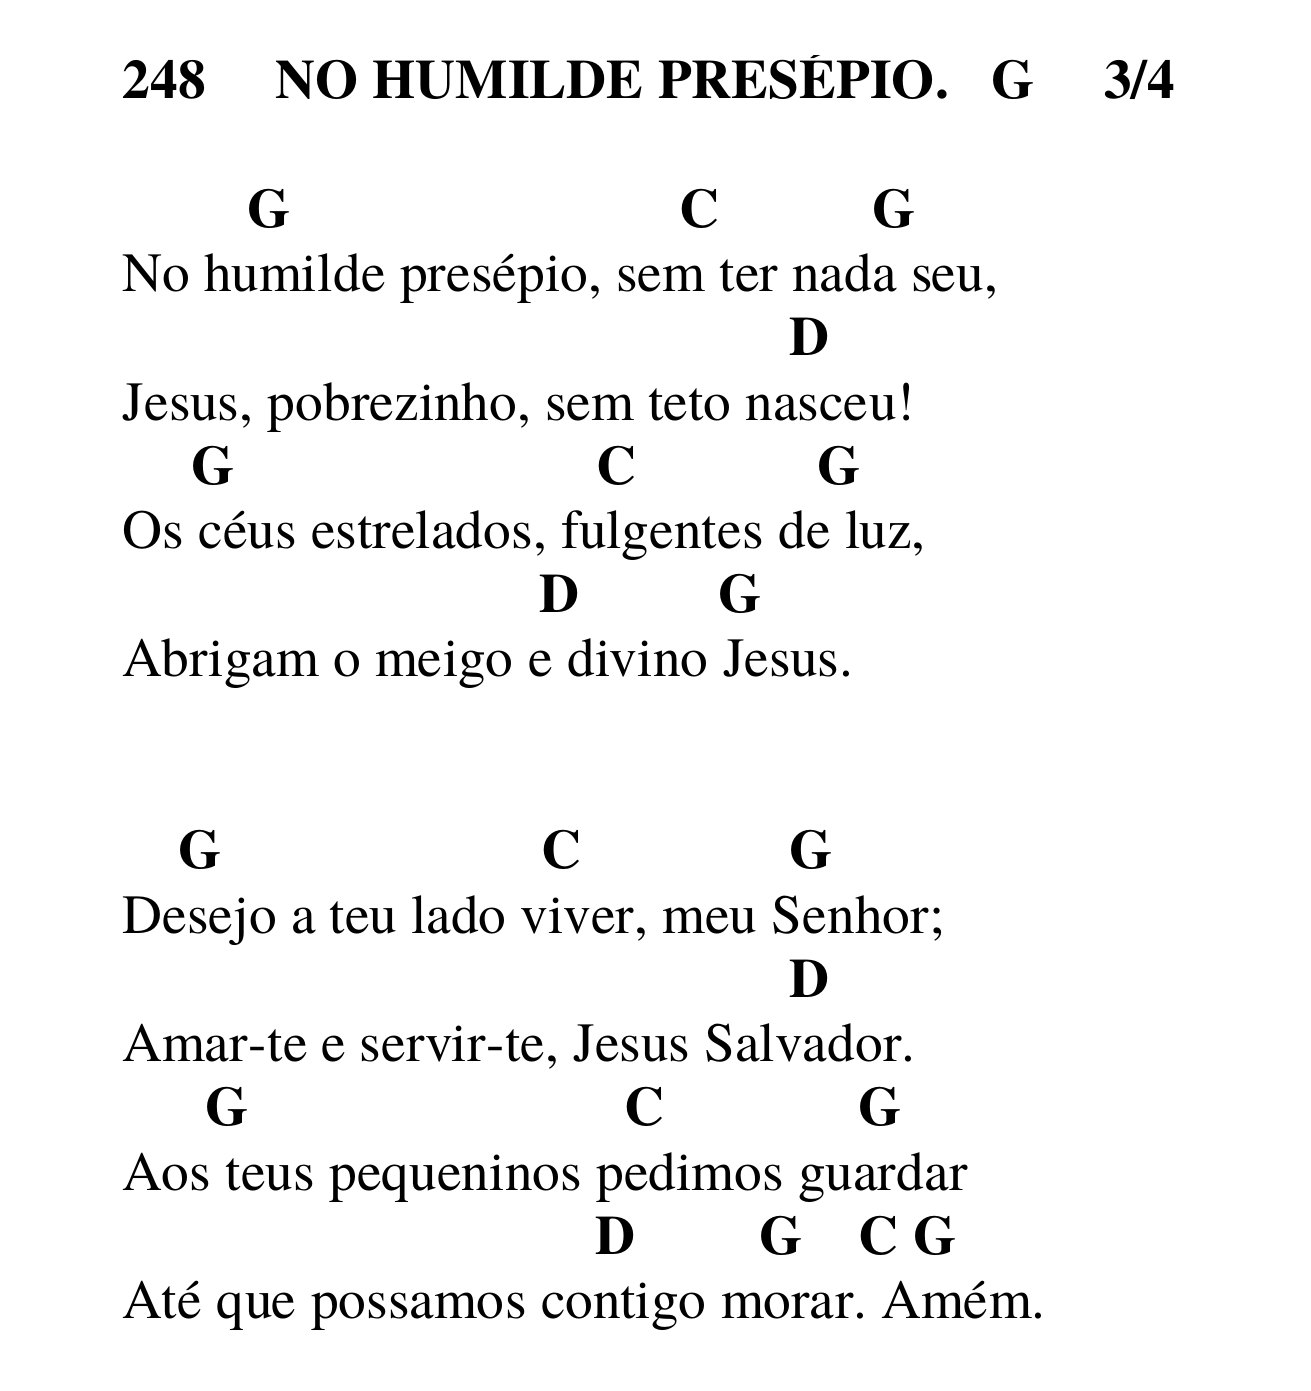 248 NO HUMILDE PRESÉPIO. G 3/4
G C G
No humilde presépio, sem ter nada seu,
D
Jesus, pobrezinho, sem teto nasceu!
G C G
Os céus estrelados, fulgentes de luz,
D G
Abrigam o meigo e divino Jesus.
G C G
Desejo a teu lado viver, meu Senhor;
D
Amar-te e servir-te, Jesus Salvador.
G C G
Aos teus pequeninos pedimos guardar
D G C G
Até que possamos contigo morar. Amém.